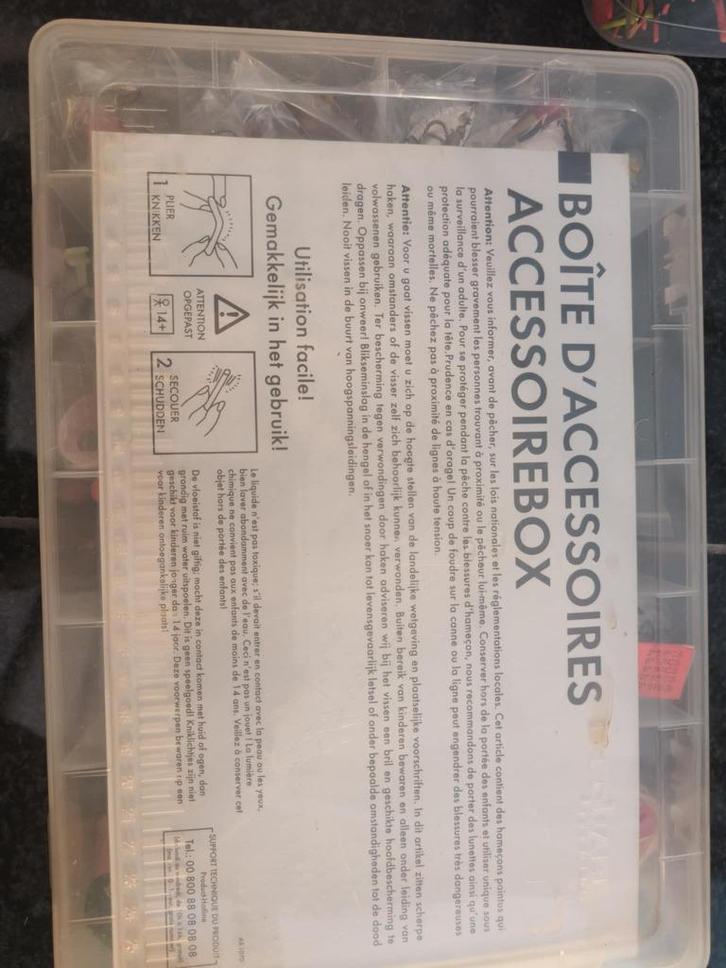 BOÎTE D'ACCESSOIRES
ACCESSOIREBOX
Attention: Veuillez vous informer, avant de pêcher, sur les lois nationales et les réglementations locales. Cet article contient des hameçons pointus qui
pourraient blesser gravement les personnes trouvant à proximité ou le pêcheur lui-même. Conserver hors de la portée des enfants et utiliser unique sous
la surveillance d'un adulte. Pour se protéger pendant la pêche contre les blessures d'hameçon, nous recommandons de porter des lunettes ainsi qu'une
protection adéquate pour la tête.Prudence en cas d'orage! Un coup de foudre sur la canne ou la ligne peut engendrer des blessures très dangereuses
ou même mortelles. Ne pêchez pas à proximité de lignes à haute tension.
Attentie: Voor u gaat vissen moet u zich op de hoogte stellen van de landelijke wetgeving en plaatselijke voorschriften. In dit artikel zitten scherpe
haken, waaraan omstanders of de visser zelf zich behoorlijk kunnen verwonden. Buiten bereik van kinderen bewaren en alleen onder leiding van
volwassenen gebruiken. Ter bescherming tegen verwondingen door haken adviseren wij bij het vissen een bril en geschikte hoofdbescherming te
dragen. Oppassen bij onweer! Blikseminslag in de hengel of in het snoer kan tot levensgevaarlijk letsel of onder bepaalde omstandigheden tot de dood
leiden. Nooit vissen in de buurt van hoogspanningsleidingen.
Utilisation facile!
Gemakkelijk in het gebruik!
1 PLIER
KNIKKEN
ATTENTION
OPGEPAST
14+
2 SECOUER
SCHUDDEN
Le liquide n'est pas toxique; s'il devait entrer en contact avec la peau ou les yeux,
bien laver abondamment avec de l'eau. Ceci n'est pas un jouet! La lumière
chimique ne convient pas aux enfants de moins de 14 ans. Veillez à conserver cet
objet hors de portée des enfants!
De vloeistof is niet giftig; mocht deze in contact komen met huid of ogen, dan
grondig met ruim water uitspoelen. Dit is geen speelgoed! Kniklichtjes zijn niet
geschikt voor kinderen jonger dan 14 jaar. Deze voorwerpen bewaren op een
voor kinderen ontoegankelijke plaats!
SUPPORT TECHNIQUE DU PRODUIT
Product-Hotline
Tel.: 00 800 88 08 08 08